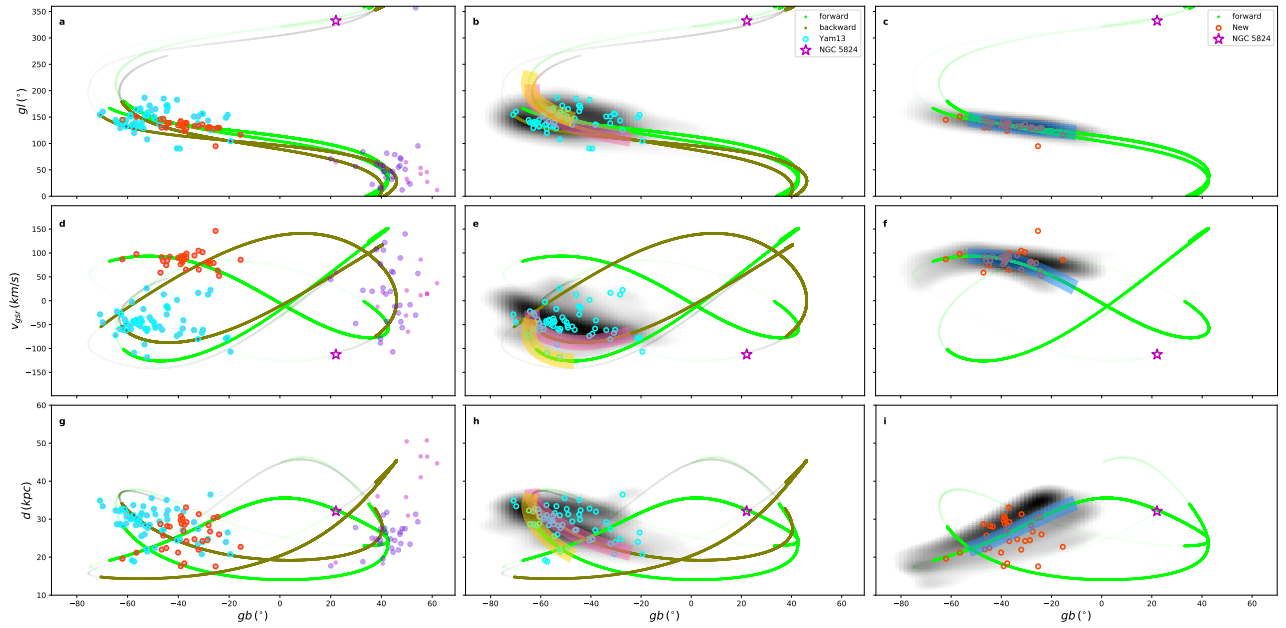 a
b
c
forward
backward
Yam13
NGC 5824
forward
New
NGC 5824
gl (°)
350
300
250
200
150
100
50
0
d
e
f
v_gsr (km/s)
150
100
50
0
−50
−100
−150
g
h
i
d (kpc)
60
50
40
30
20
10
−80 −60 −40 −20 0 20 40 60
−80 −60 −40 −20 0 20 40 60
−80 −60 −40 −20 0 20 40 60
gb (°)
gb (°)
gb (°)